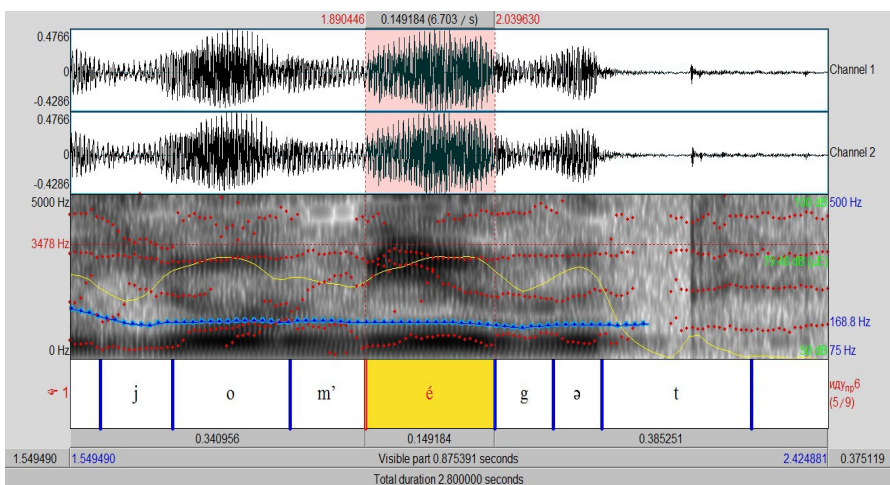 1.890446 0.149184 (6.703 / s) 2.039630
0.4766
0
-0.4286
Channel 1
0.4766
0
-0.4286
Channel 2
5000 Hz 500 Hz
3478 Hz
168.8 Hz
0 Hz 75 Hz
☞ 1 j o m’ é g ə t идупр6
(5/9)
0.340956 0.149184 0.385251
1.549490 1.549490 Visible part 0.875391 seconds 2.424881 0.375119
Total duration 2.800000 seconds